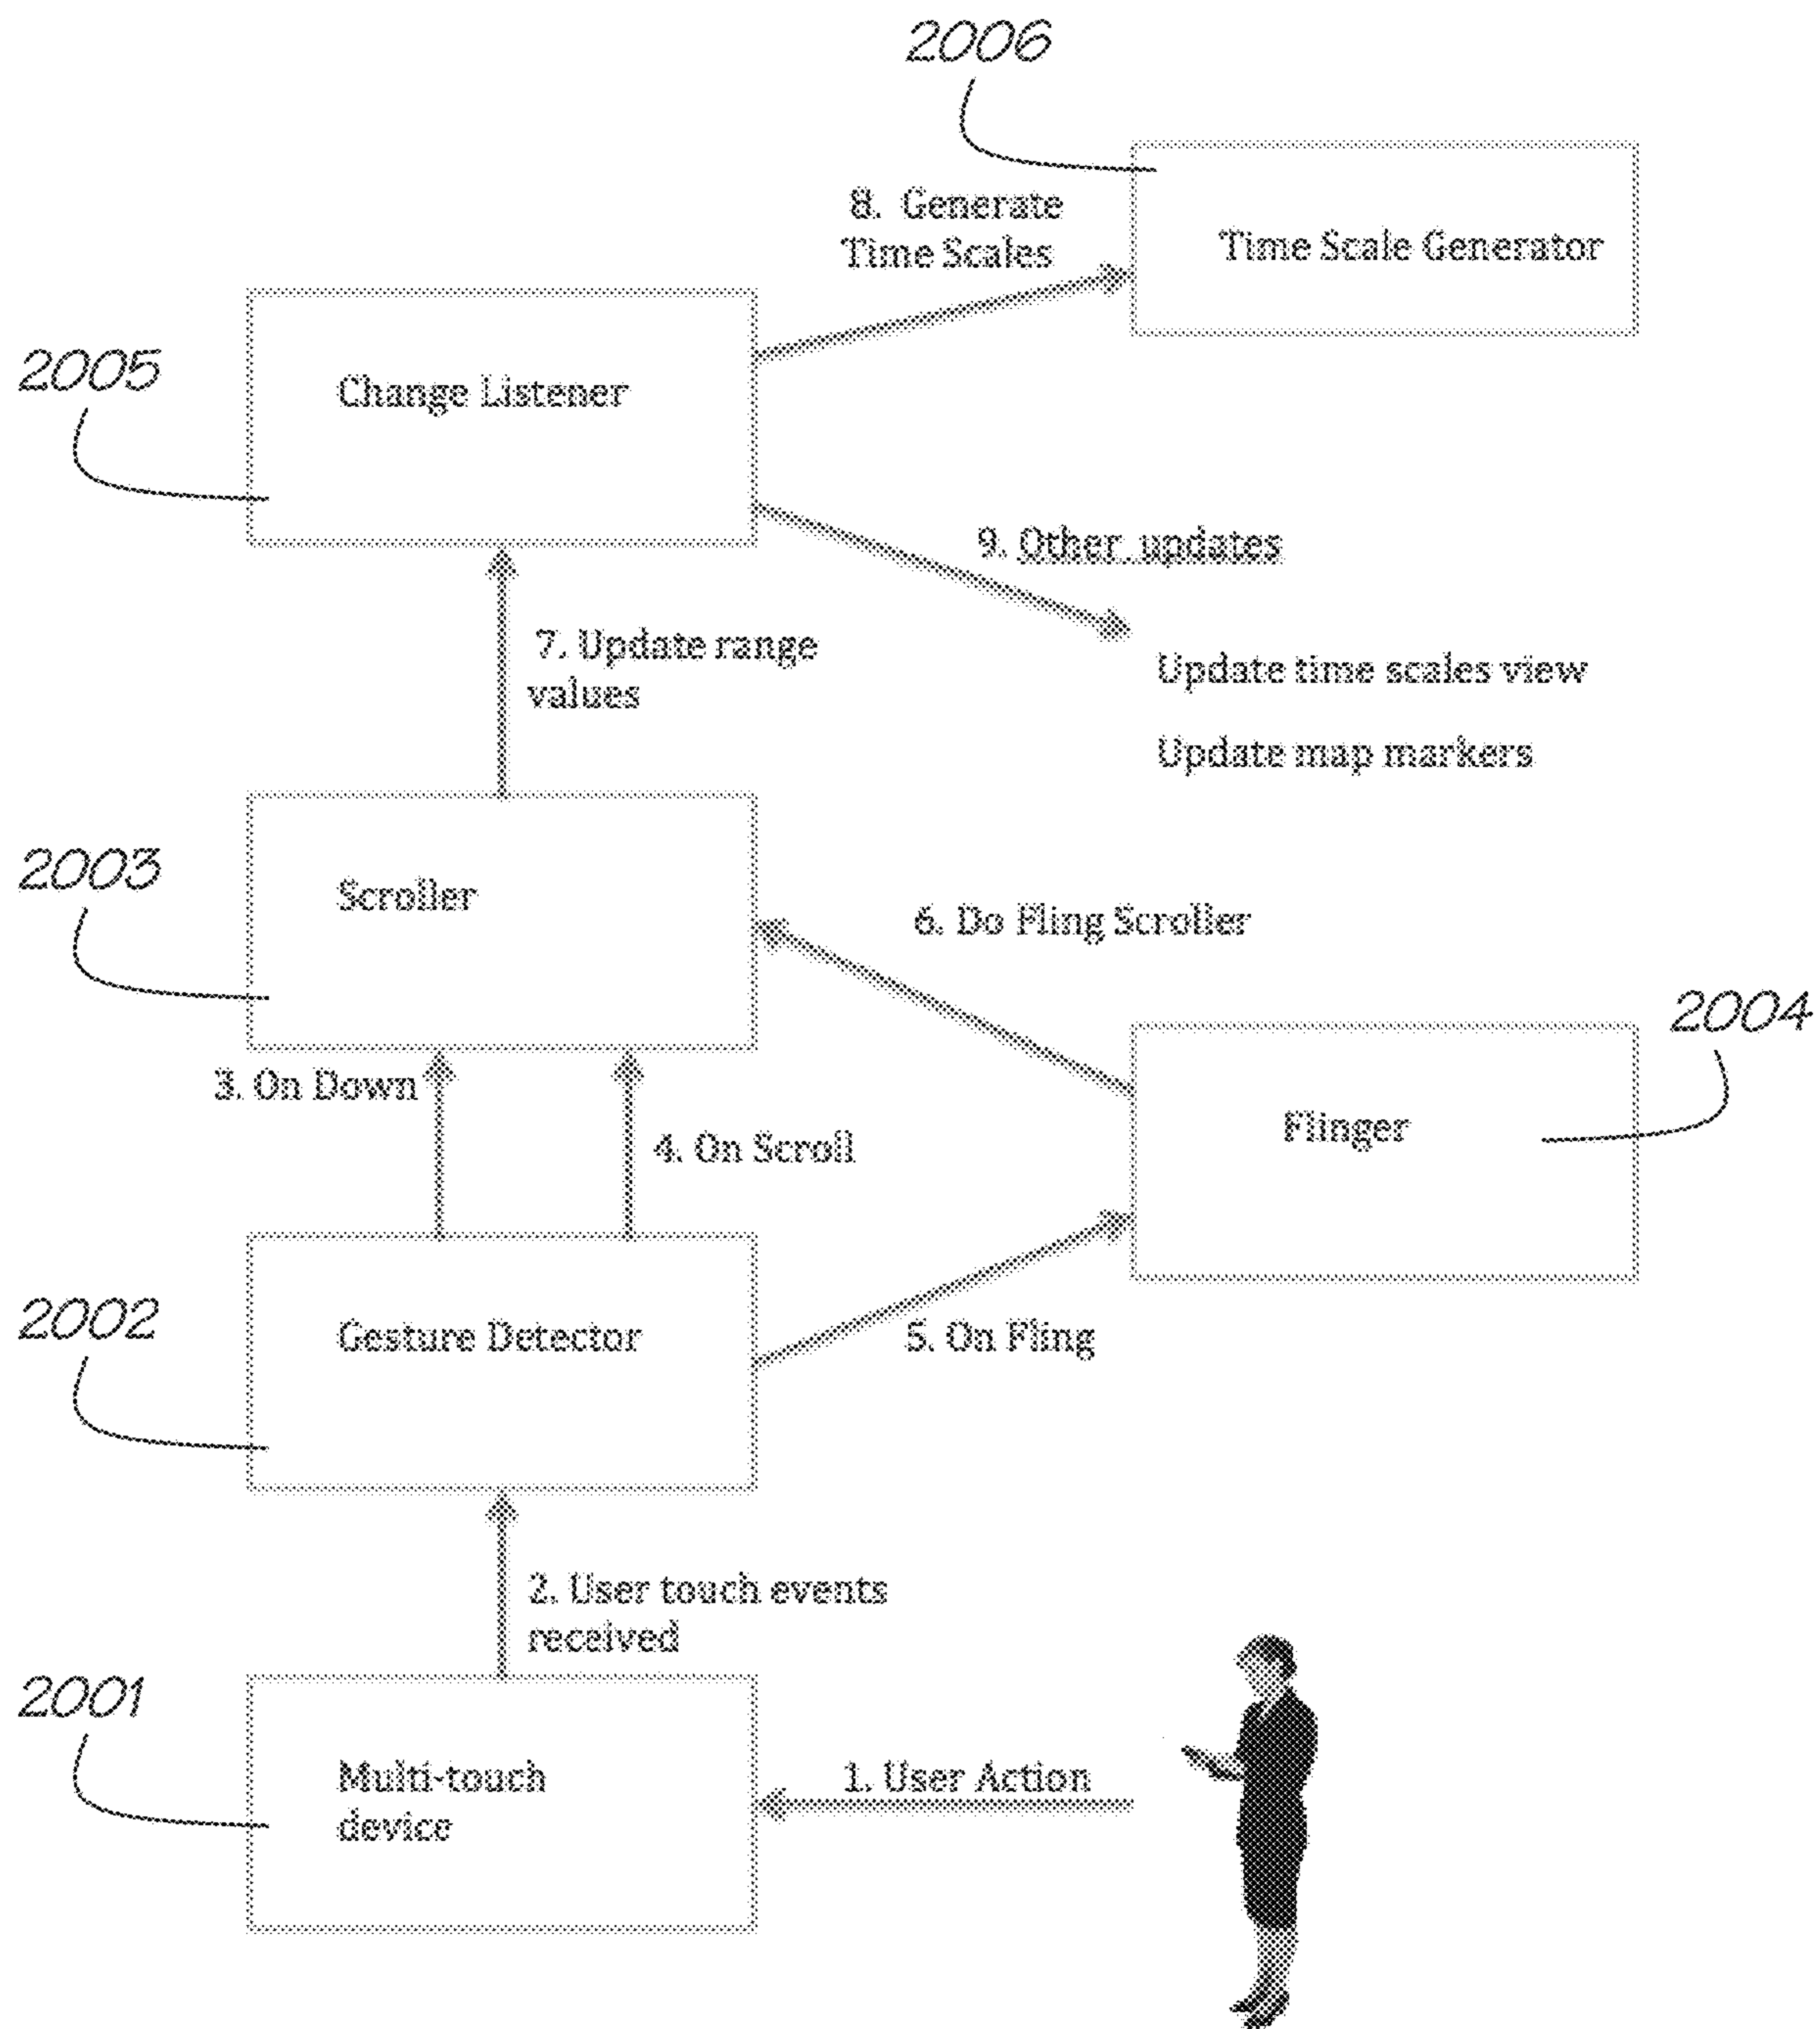 2006
8. Generate
Time Scales
Time Scale Generator
2005
Change Listener
9. Other updates
7. Update range
values
Update time scales view
Update map markers
2003
Scroller
6. Do Fling Scroller
2004
3. On Down
4. On Scroll
Flinger
2002
Gesture Detector
5. On Fling
2. User touch events
received
2001
Multi-touch
device
1. User Action